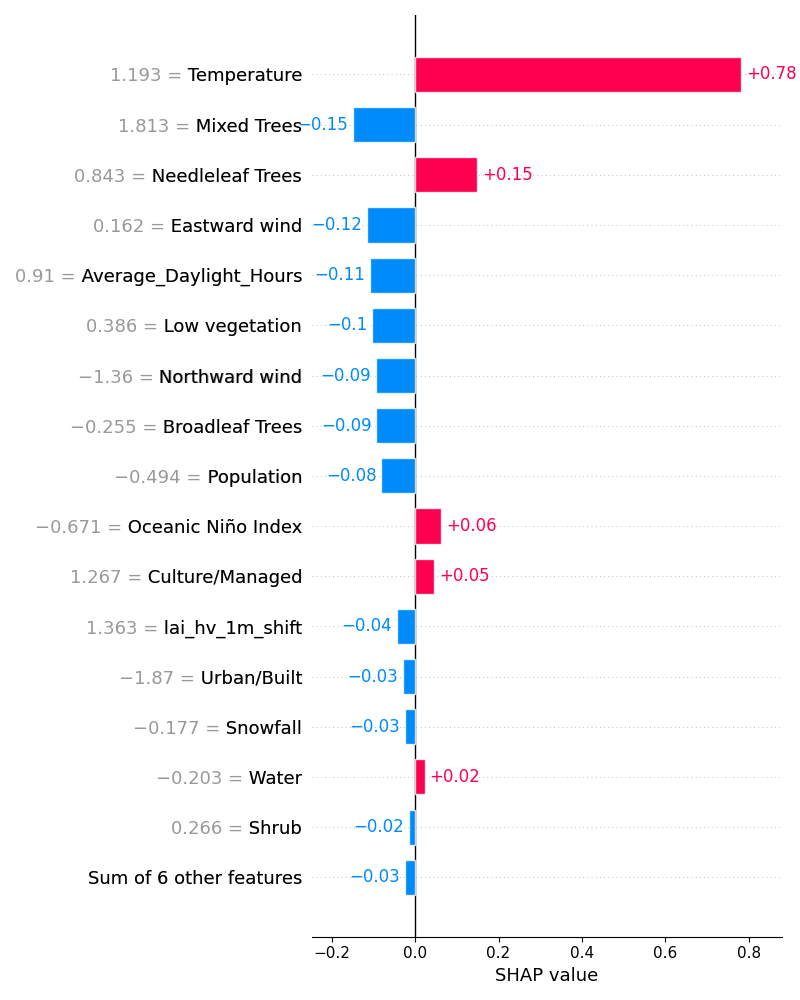 1.193 = Temperature +0.78
1.813 = Mixed Trees −0.15
0.843 = Needleleaf Trees +0.15
0.162 = Eastward wind −0.12
0.91 = Average_Daylight_Hours −0.11
0.386 = Low vegetation −0.1
−1.36 = Northward wind −0.09
−0.255 = Broadleaf Trees −0.09
−0.494 = Population −0.08
−0.671 = Oceanic Niño Index +0.06
1.267 = Culture/Managed +0.05
1.363 = lai_hv_1m_shift −0.04
−1.87 = Urban/Built −0.03
−0.177 = Snowfall −0.03
−0.203 = Water +0.02
0.266 = Shrub −0.02
Sum of 6 other features −0.03
−0.2 0.0 0.2 0.4 0.6 0.8
SHAP value